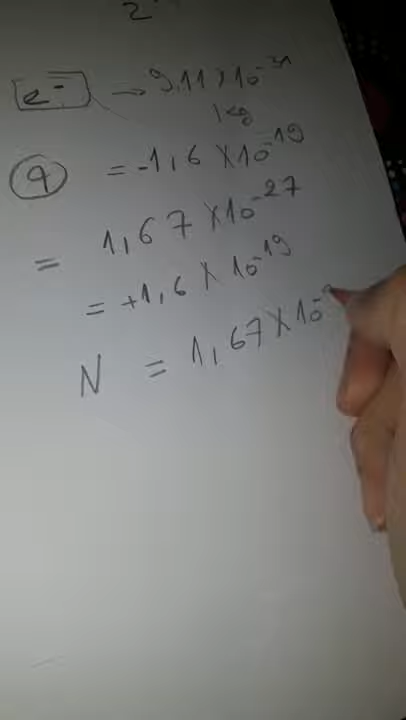 2
e⁻ → 9,11×10⁻³¹
kg
q = -1,6×10⁻¹⁹
= 1,67×10⁻²⁷
= +1,6×10⁻¹⁹
N = 1,67×10⁻